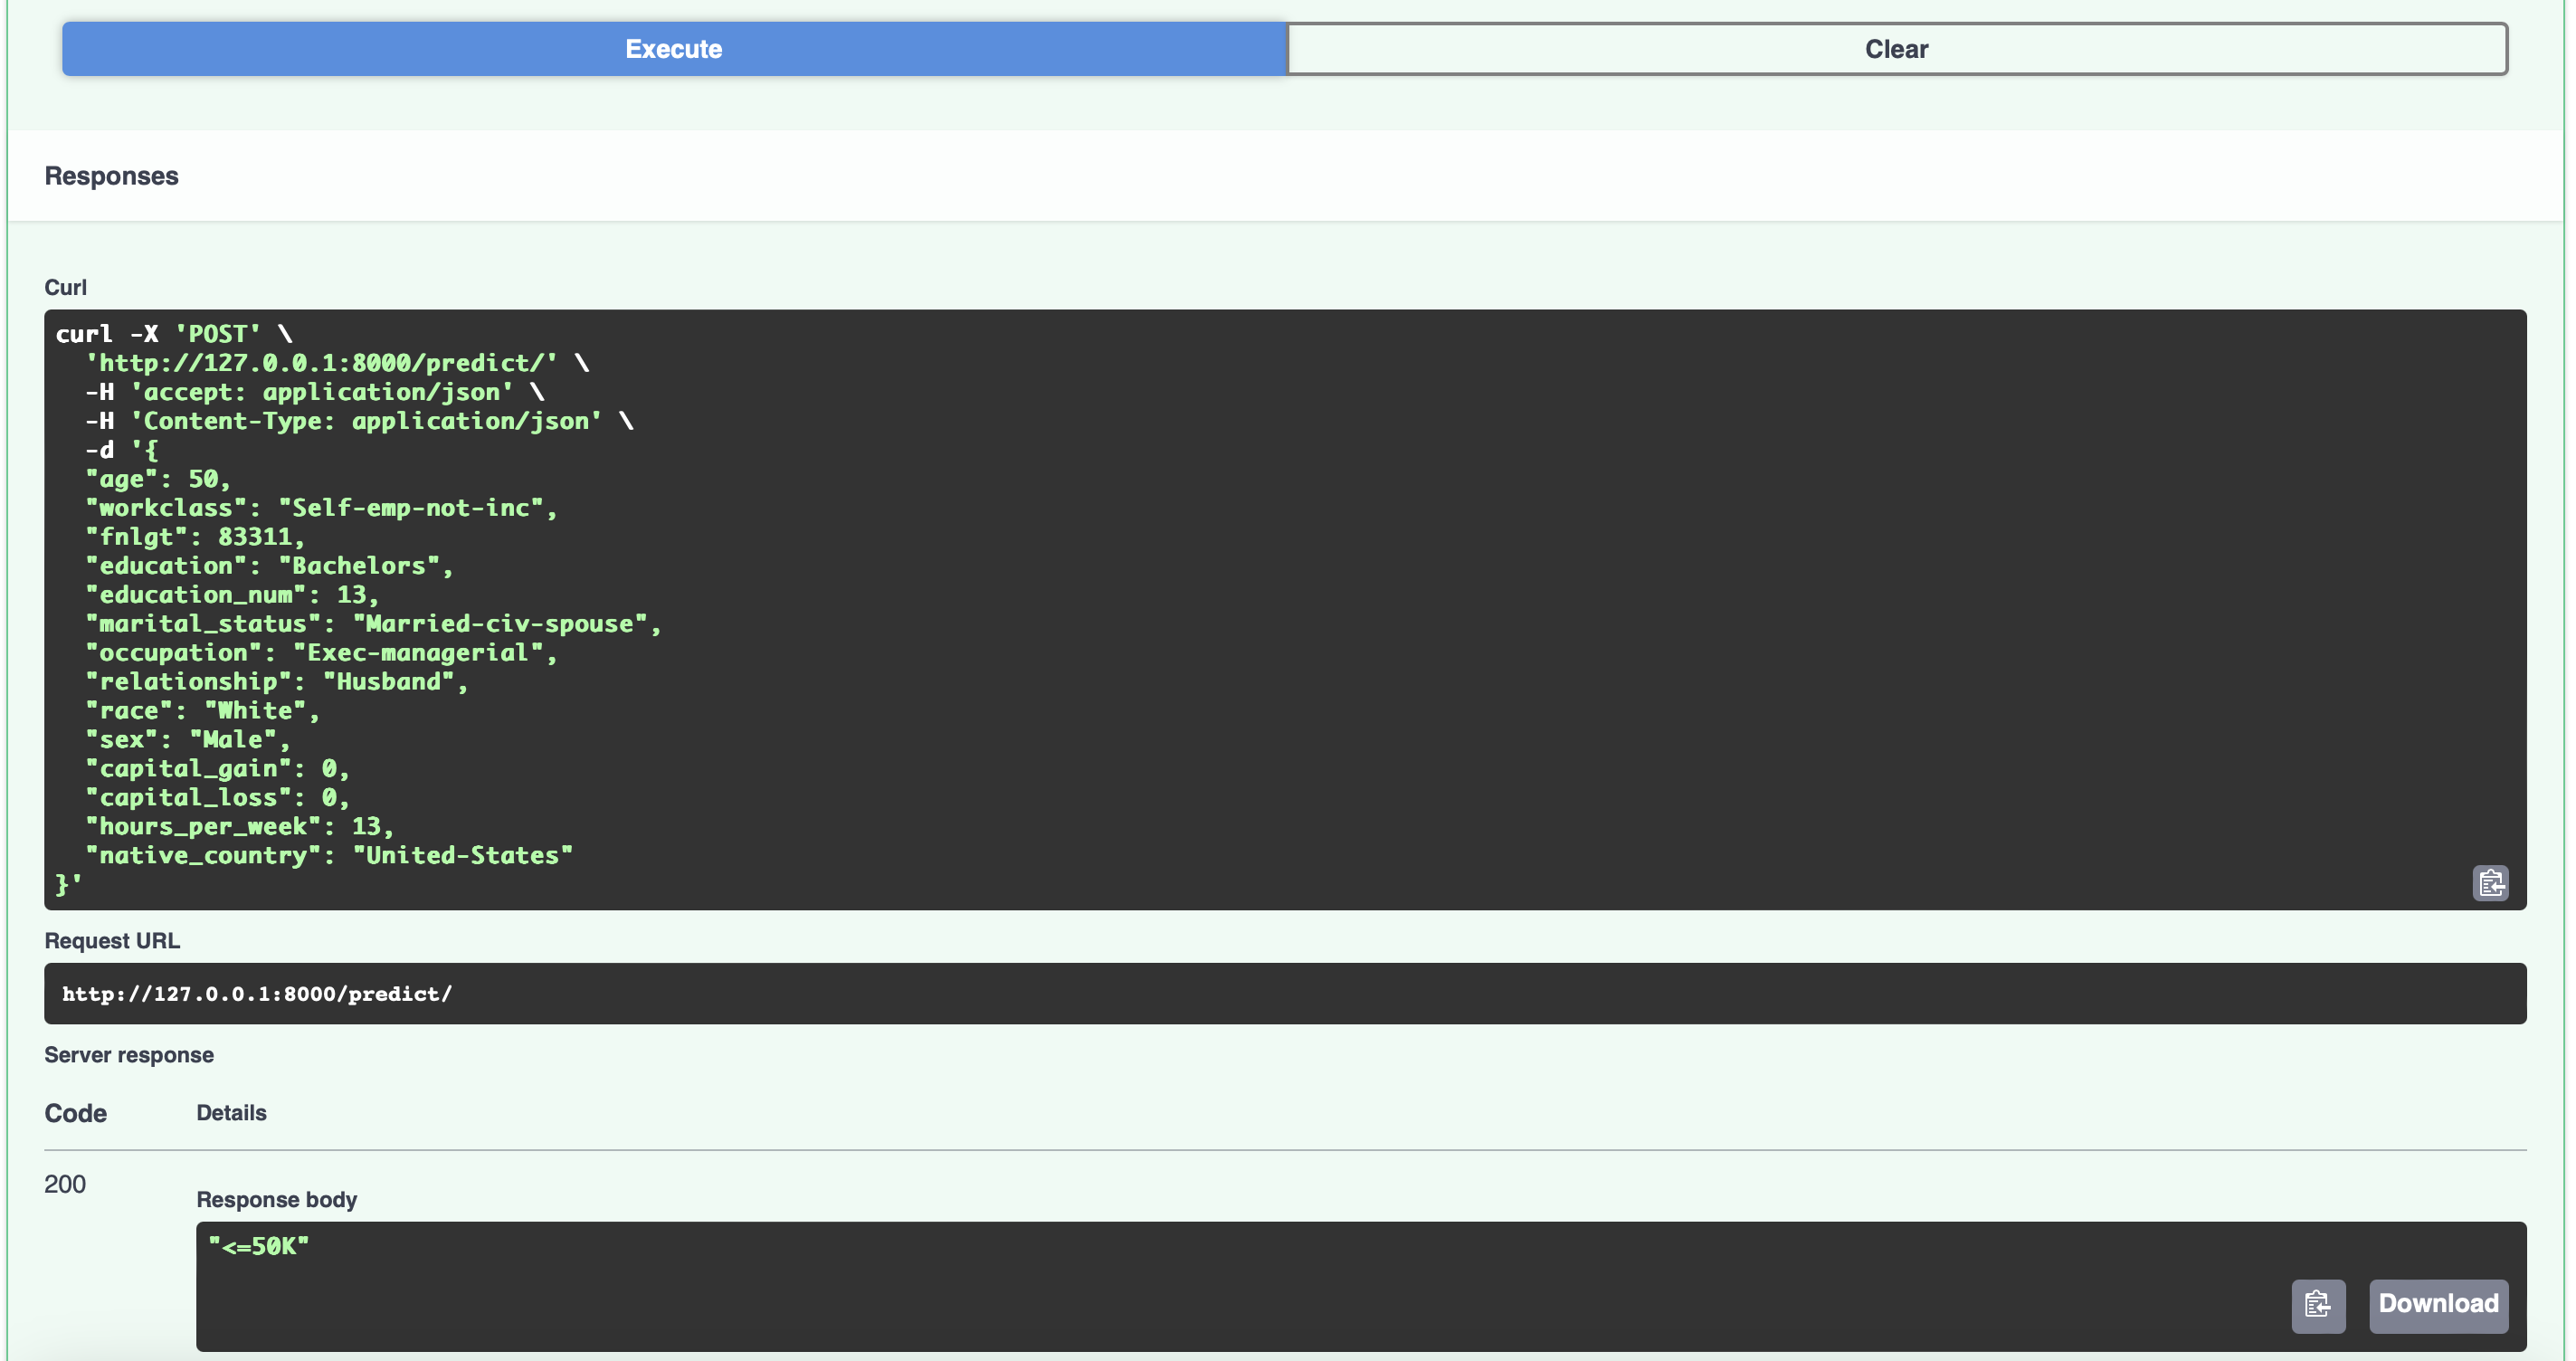 Execute
Clear
Responses
Curl
curl -X 'POST' \
  'http://127.0.0.1:8000/predict/' \
  -H 'accept: application/json' \
  -H 'Content-Type: application/json' \
  -d '{
  "age": 50,
  "workclass": "Self-emp-not-inc",
  "fnlgt": 83311,
  "education": "Bachelors",
  "education_num": 13,
  "marital_status": "Married-civ-spouse",
  "occupation": "Exec-managerial",
  "relationship": "Husband",
  "race": "White",
  "sex": "Male",
  "capital_gain": 0,
  "capital_loss": 0,
  "hours_per_week": 13,
  "native_country": "United-States"
}'
Request URL
http://127.0.0.1:8000/predict/
Server response
Code Details
200
Response body
"<=50K"
Download